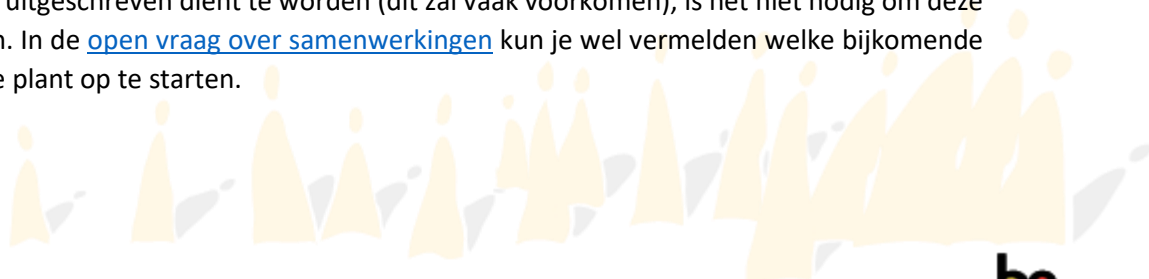 uitgeschreven dient te worden (dit zal vaak voorkomen), is het niet nodig om deze
n. In de open vraag over samenwerkingen kun je wel vermelden welke bijkomende
e plant op te starten.